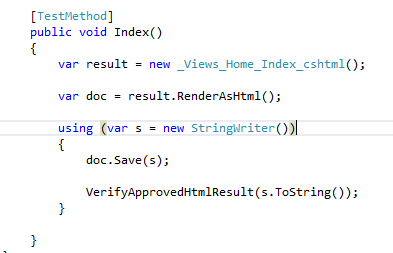 [TestMethod]
public void Index()
{
    var result = new _Views_Home_Index_cshtml();

    var doc = result.RenderAsHtml();

    using (var s = new StringWriter())
    {
        doc.Save(s);

        VerifyApprovedHtmlResult(s.ToString());
    }

}